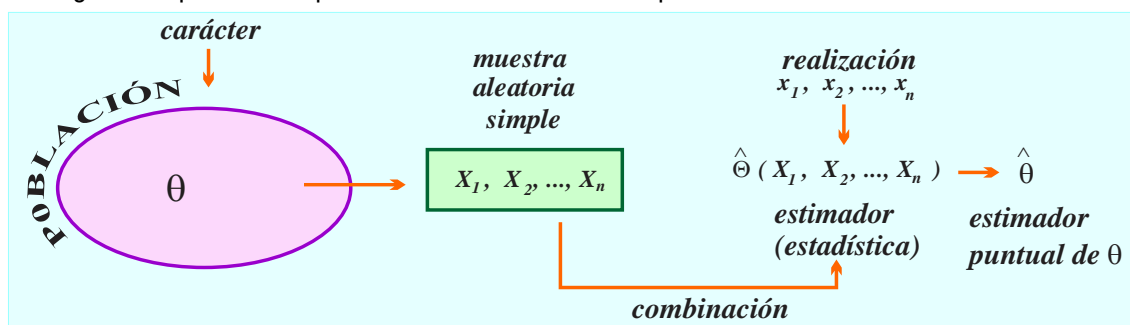 carácter
POBLACIÓN
θ
muestra
aleatoria
simple
X1, X2, ..., Xn
realización
x1, x2, ..., xn
Θ̂ ( X1, X2, ..., Xn )
θ̂
estimador
(estadística)
estimador
puntual de θ
combinación